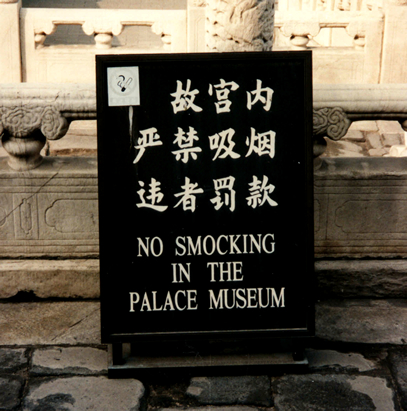 故宫内
严禁吸烟
违者罚款
NO SMOCKING
IN THE
PALACE MUSEUM